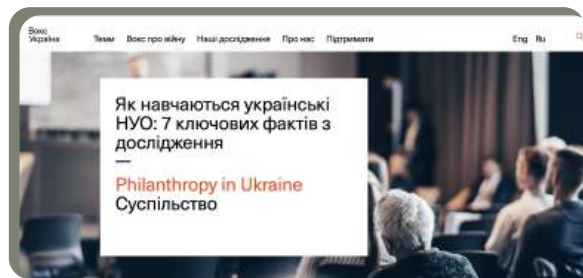 Вокс
Україна
Теми Вокс про війну Наші дослідження Про нас Підтримати
Eng Ru
Як навчаються українські
НУО: 7 ключових фактів з
дослідження
Philanthropy in Ukraine
Суспільство